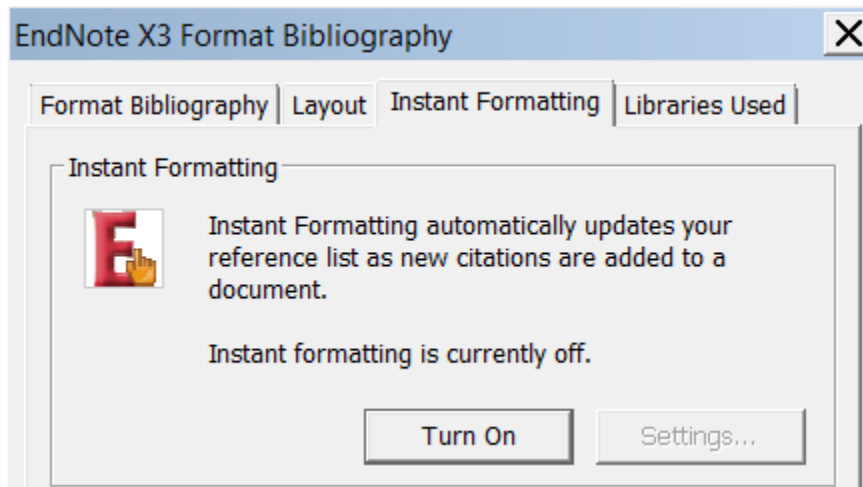 EndNote X3 Format Bibliography
Format Bibliography Layout Instant Formatting Libraries Used
Instant Formatting
Instant Formatting automatically updates your
reference list as new citations are added to a
document.
Instant formatting is currently off.
Turn On Settings...